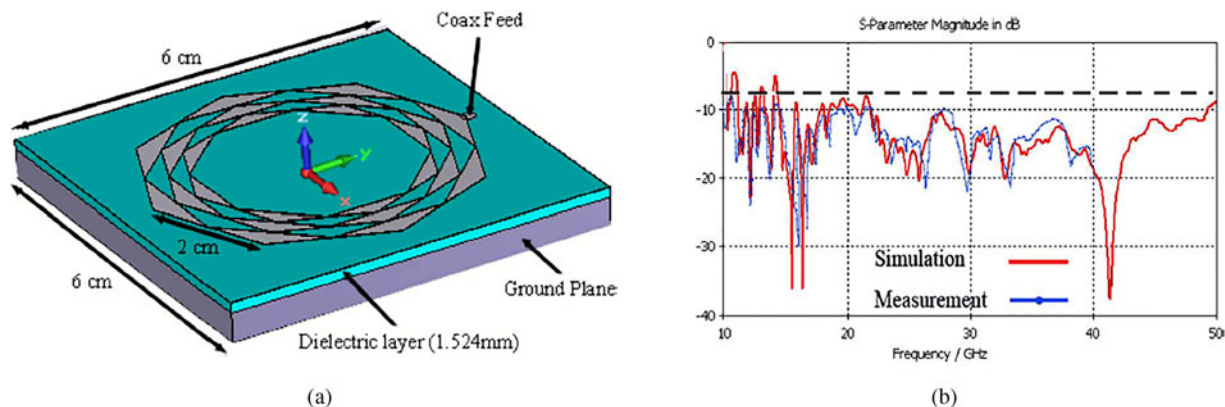 Coax Feed
6 cm
z
y
x
2 cm
6 cm
Ground Plane
Dielectric layer (1.524mm)
(a)
S-Parameter Magnitude in dB
0
-10
-20
-30
-40
Simulation
Measurement
10
20
30
40
50
Frequency / GHz
(b)